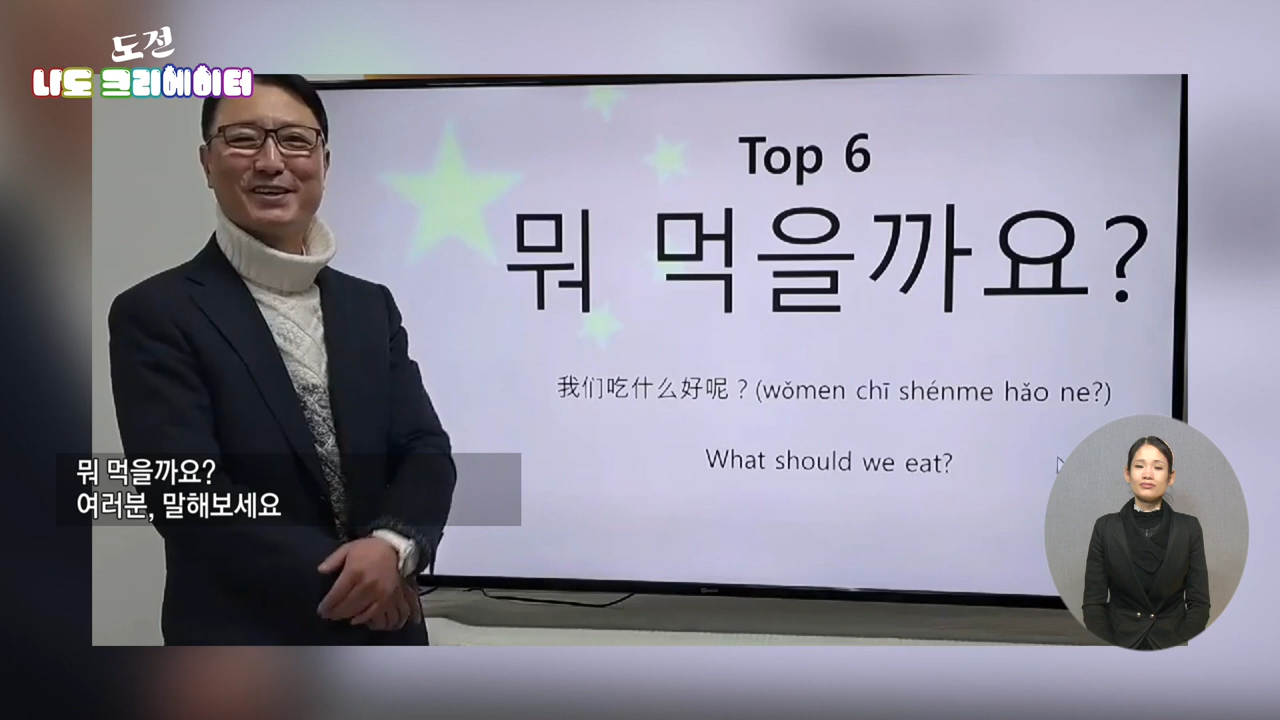 도전
나도 크리에이터
Top 6
뭐 먹을까요?
我们吃什么好呢？(wǒmen chī shénme hǎo ne?)
What should we eat?
뭐 먹을까요?
여러분, 말해보세요